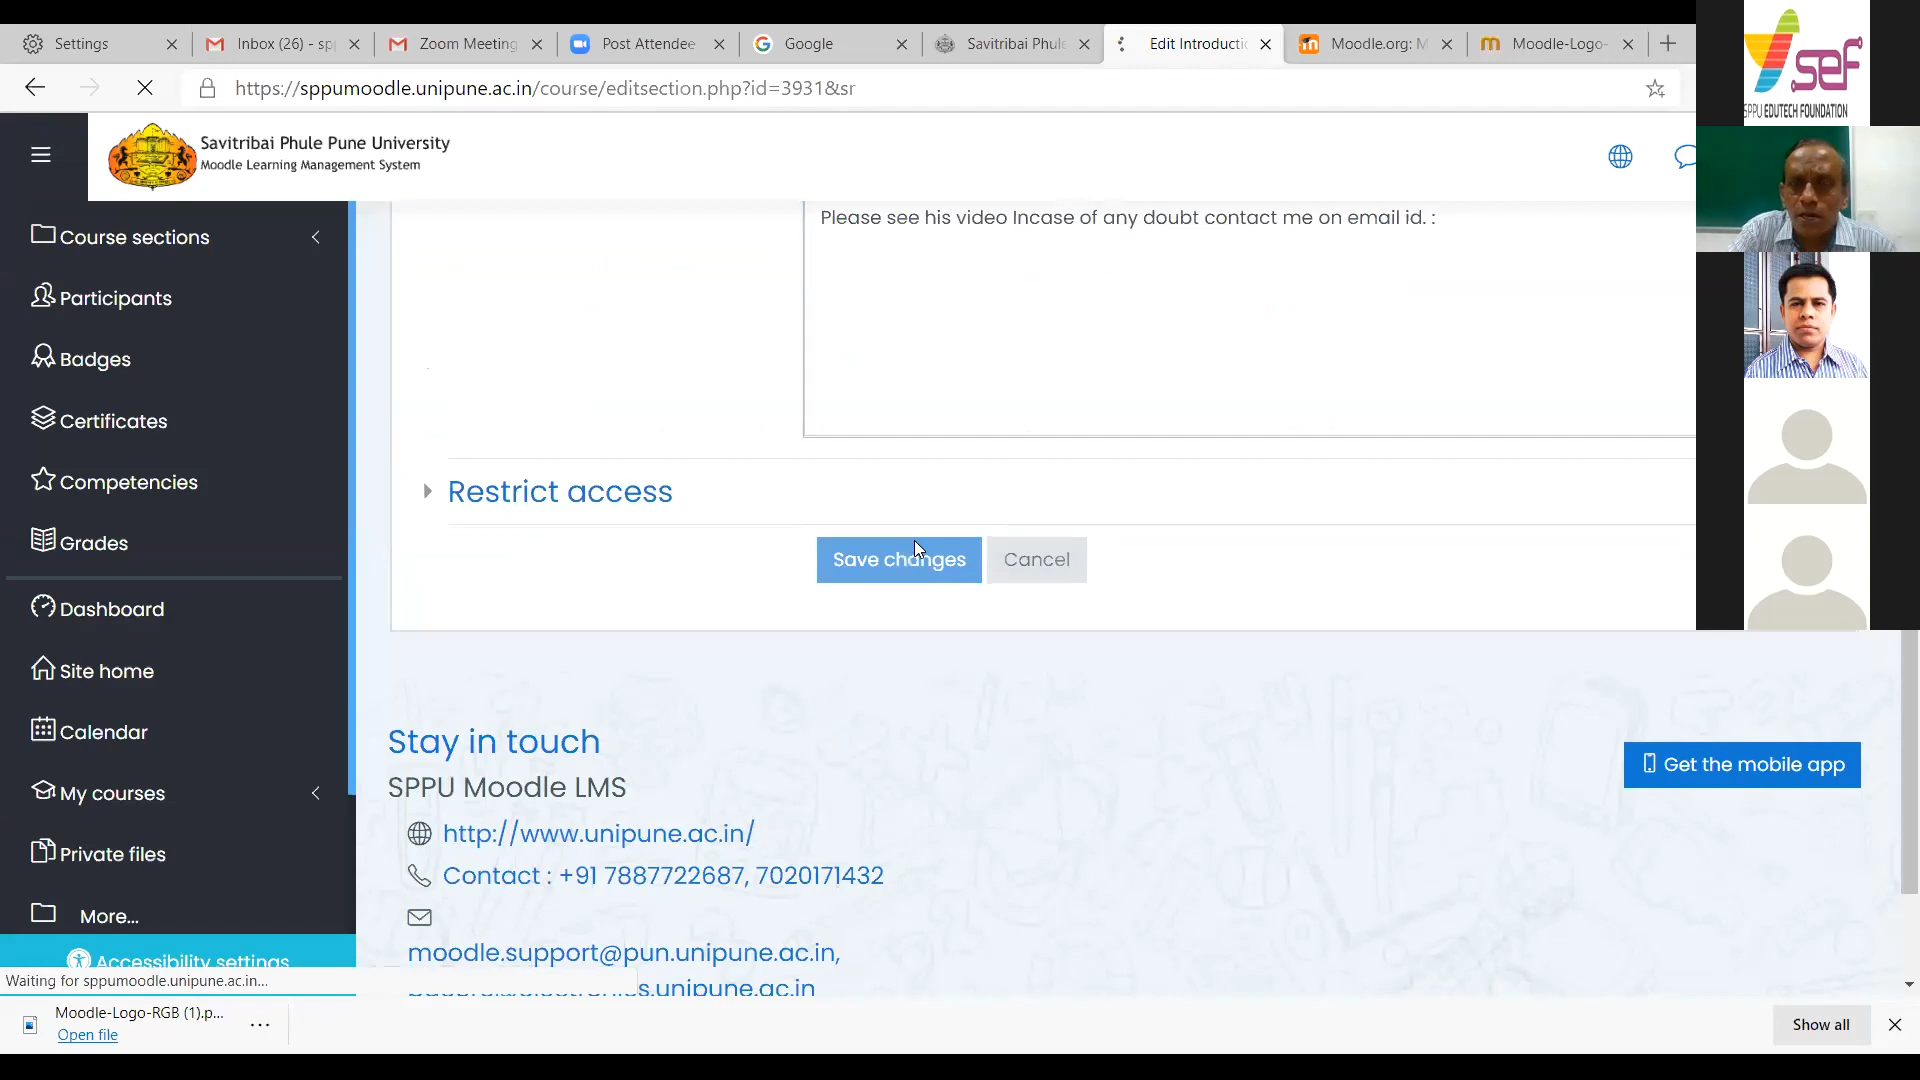 Settings
Inbox (26) - sp
Zoom Meeting
Post Attendee
Google
Savitribai Phule
Edit Introducti
Moodle.org: M
Moodle-Logo-
https://sppumoodle.unipune.ac.in/course/editsection.php?id=3931&sr
sef
SPPU EDUTECH FOUNDATION
Savitribai Phule Pune University
Moodle Learning Management System
Course sections
Participants
Badges
Certificates
Competencies
Grades
Dashboard
Site home
Calendar
My courses
Private files
More...
Accessibility settings
Please see his video Incase of any doubt contact me on email id. :
Restrict access
Save changes
Cancel
Stay in touch
SPPU Moodle LMS
http://www.unipune.ac.in/
Contact : +91 7887722687, 7020171432
moodle.support@pun.unipune.ac.in,
s.unipune.ac.in
Get the mobile app
Waiting for sppumoodle.unipune.ac.in...
Moodle-Logo-RGB (1).p...
Open file
Show all